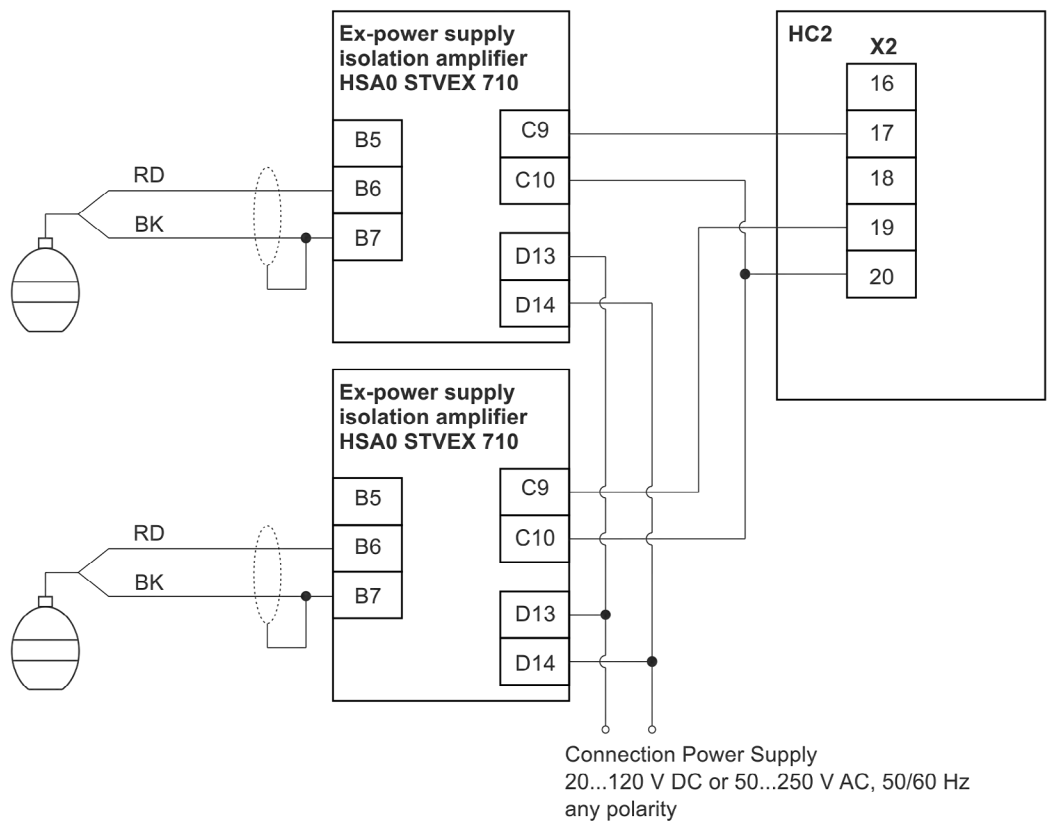 Ex-power supply
isolation amplifier
HSA0 STVEX 710
B5
B6
B7
C9
C10
D13
D14
RD
BK
HC2
X2
16
17
18
19
20
Ex-power supply
isolation amplifier
HSA0 STVEX 710
B5
B6
B7
C9
C10
D13
D14
RD
BK
Connection Power Supply
20...120 V DC or 50...250 V AC, 50/60 Hz
any polarity